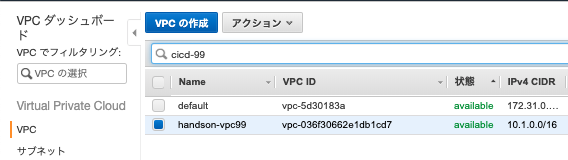 VPC ダッシュボー
ド
VPC でフィルタリング:
VPC の選択
Virtual Private Cloud
VPC
サブネット
VPC の作成 アクション
cicd-99
Name VPC ID 状態 IPv4 CIDR
default vpc-5d30183a available 172.31.0....
handson-vpc99 vpc-036f30662e1db1cd7 available 10.1.0.0/16